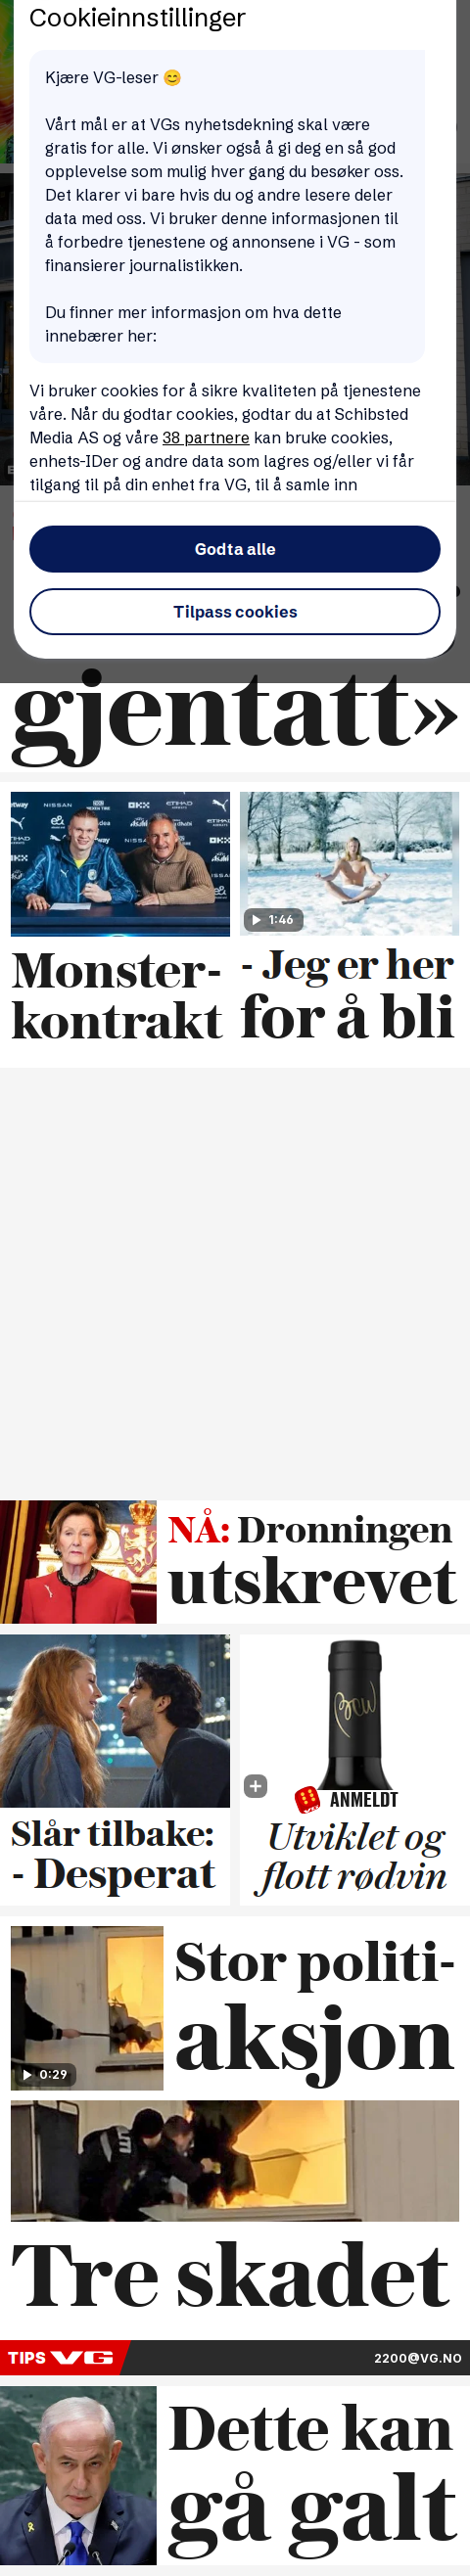 Cookieinnstillinger
Kjære VG-leser 😊
Vårt mål er at VGs nyhetsdekning skal være
gratis for alle. Vi ønsker også å gi deg en så god
opplevelse som mulig hver gang du besøker oss.
Det klarer vi bare hvis du og andre lesere deler
data med oss. Vi bruker denne informasjonen til
å forbedre tjenestene og annonsene i VG - som
finansierer journalistikken.
Du finner mer informasjon om hva dette
innebærer her:
Vi bruker cookies for å sikre kvaliteten på tjenestene
våre. Når du godtar cookies, godtar du at Schibsted
Media AS og våre 38 partnere kan bruke cookies,
enhets-IDer og andre data som lagres og/eller vi får
tilgang til på din enhet fra VG, til å samle inn
Godta alle
Tilpass cookies
gjentatt»
1:46
Monster-
kontrakt
- Jeg er her
for å bli
NÅ: Dronningen
utskrevet
Slår tilbake:
- Desperat
ANMELDT
Utviklet og
flott rødvin
0:29
Stor politi-
aksjon
Tre skadet
TIPS VG
2200@VG.NO
Dette kan
gå galt